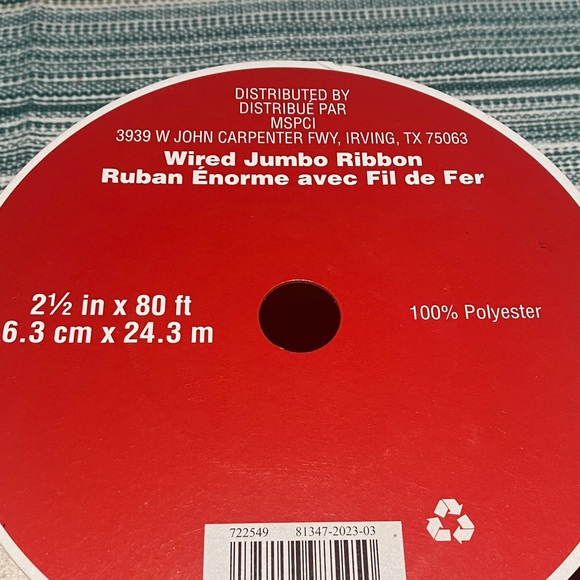 DISTRIBUTED BY
DISTRIBUÉ PAR
MSPCI
3939 W JOHN CARPENTER FWY, IRVING, TX 75063
Wired Jumbo Ribbon
Ruban Énorme avec Fil de Fer
2½ in x 80 ft
6.3 cm x 24.3 m
100% Polyester
722549 81347-2023-03